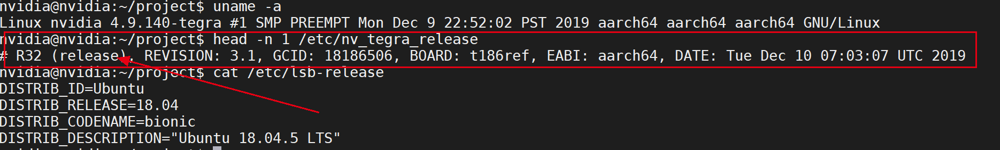 nvidia@nvidia:~/project$ uname -a
Linux nvidia 4.9.140-tegra #1 SMP PREEMPT Mon Dec 9 22:52:02 PST 2019 aarch64 aarch64 aarch64 GNU/Linux
nvidia@nvidia:~/project$ head -n 1 /etc/nv_tegra_release
# R32 (release), REVISION: 3.1, GCID: 18186506, BOARD: t186ref, EABI: aarch64, DATE: Tue Dec 10 07:03:07 UTC 2019
nvidia@nvidia:~/project$ cat /etc/lsb-release
DISTRIB_ID=Ubuntu
DISTRIB_RELEASE=18.04
DISTRIB_CODENAME=bionic
DISTRIB_DESCRIPTION="Ubuntu 18.04.5 LTS"